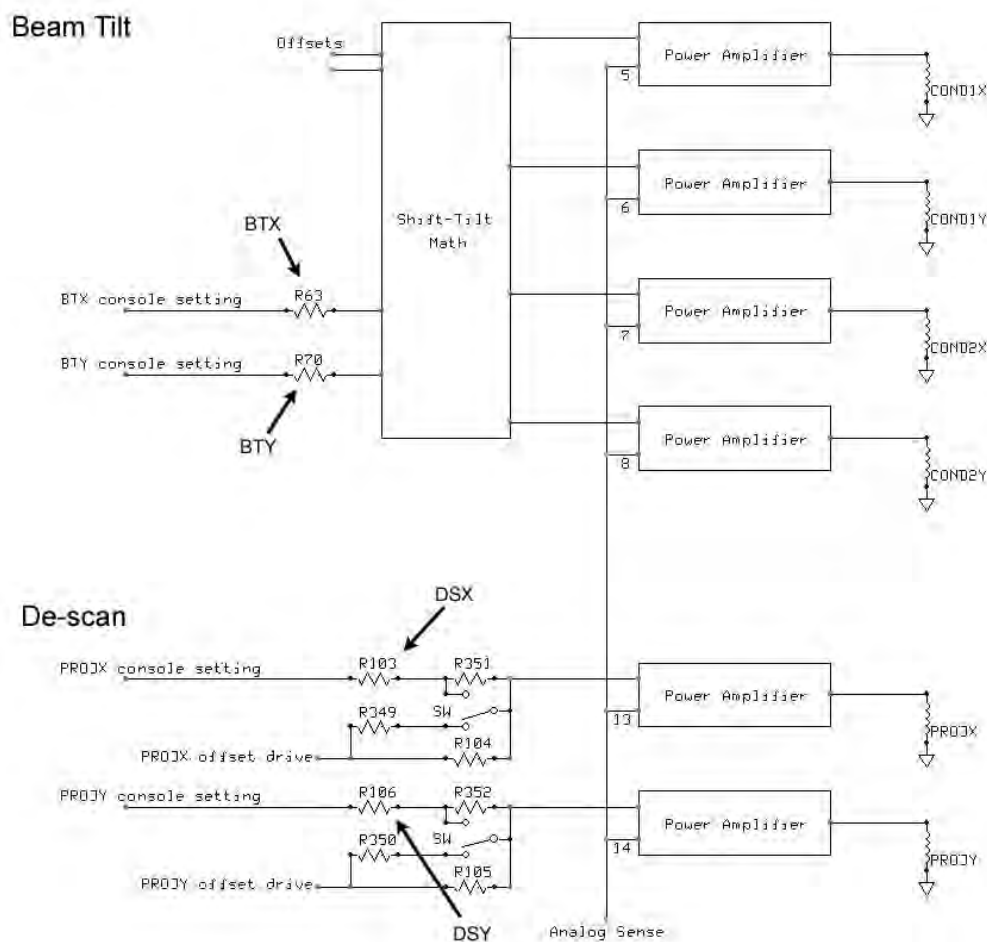 Beam Tilt
Offsets
Power Amplifier
5
COND1X
Power Amplifier
6
COND1Y
Shift-Tilt
Math
BTX
BTX console setting
R63
Power Amplifier
7
COND2X
BTY console setting
R70
BTY
Power Amplifier
8
COND2Y
De-scan
DSX
PROJX console setting
R103
R351
Power Amplifier
13
PROJX
R349
SW
PROJX offset drive
R104
PROJY console setting
R106
R352
Power Amplifier
14
PROJY
R350
SW
PROJY offset drive
R105
DSY
Analog Sense